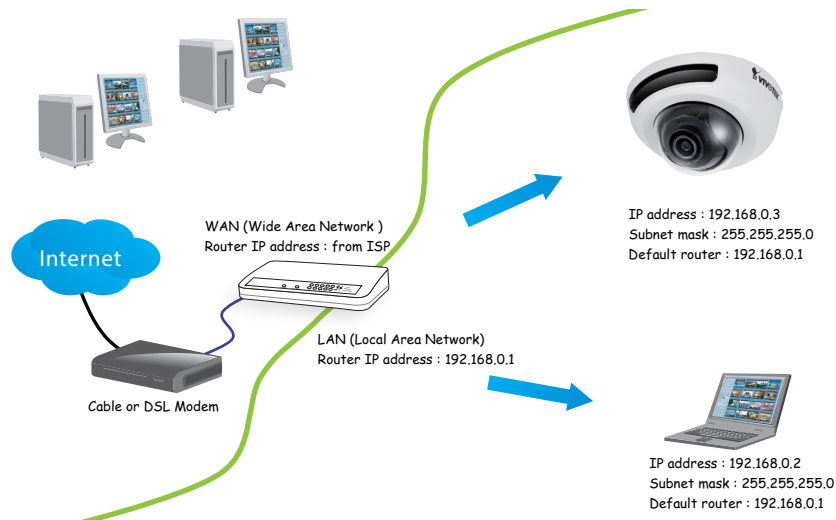 VIVOTEK
WAN (Wide Area Network )
Router IP address : from ISP
Internet
IP address : 192.168.0.3
Subnet mask : 255.255.255.0
Default router : 192.168.0.1
LAN (Local Area Network)
Router IP address : 192.168.0.1
Cable or DSL Modem
IP address : 192.168.0.2
Subnet mask : 255.255.255.0
Default router : 192.168.0.1